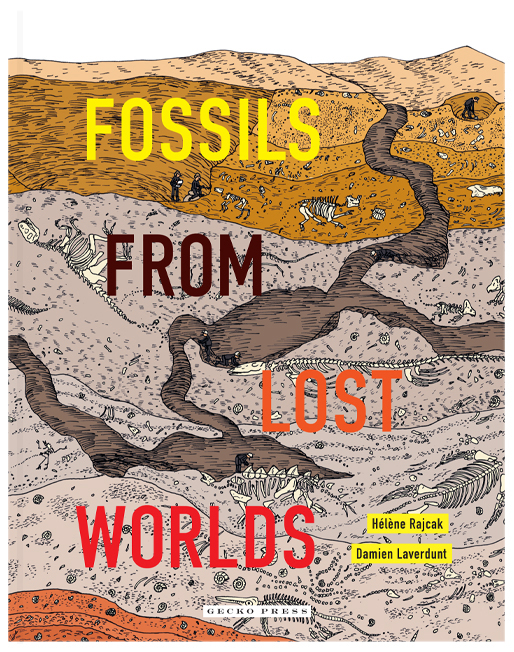 FOSSILS
FROM
LOST
WORLDS
Hélène Rajcak
Damien Laverdunt
GECKO PRESS